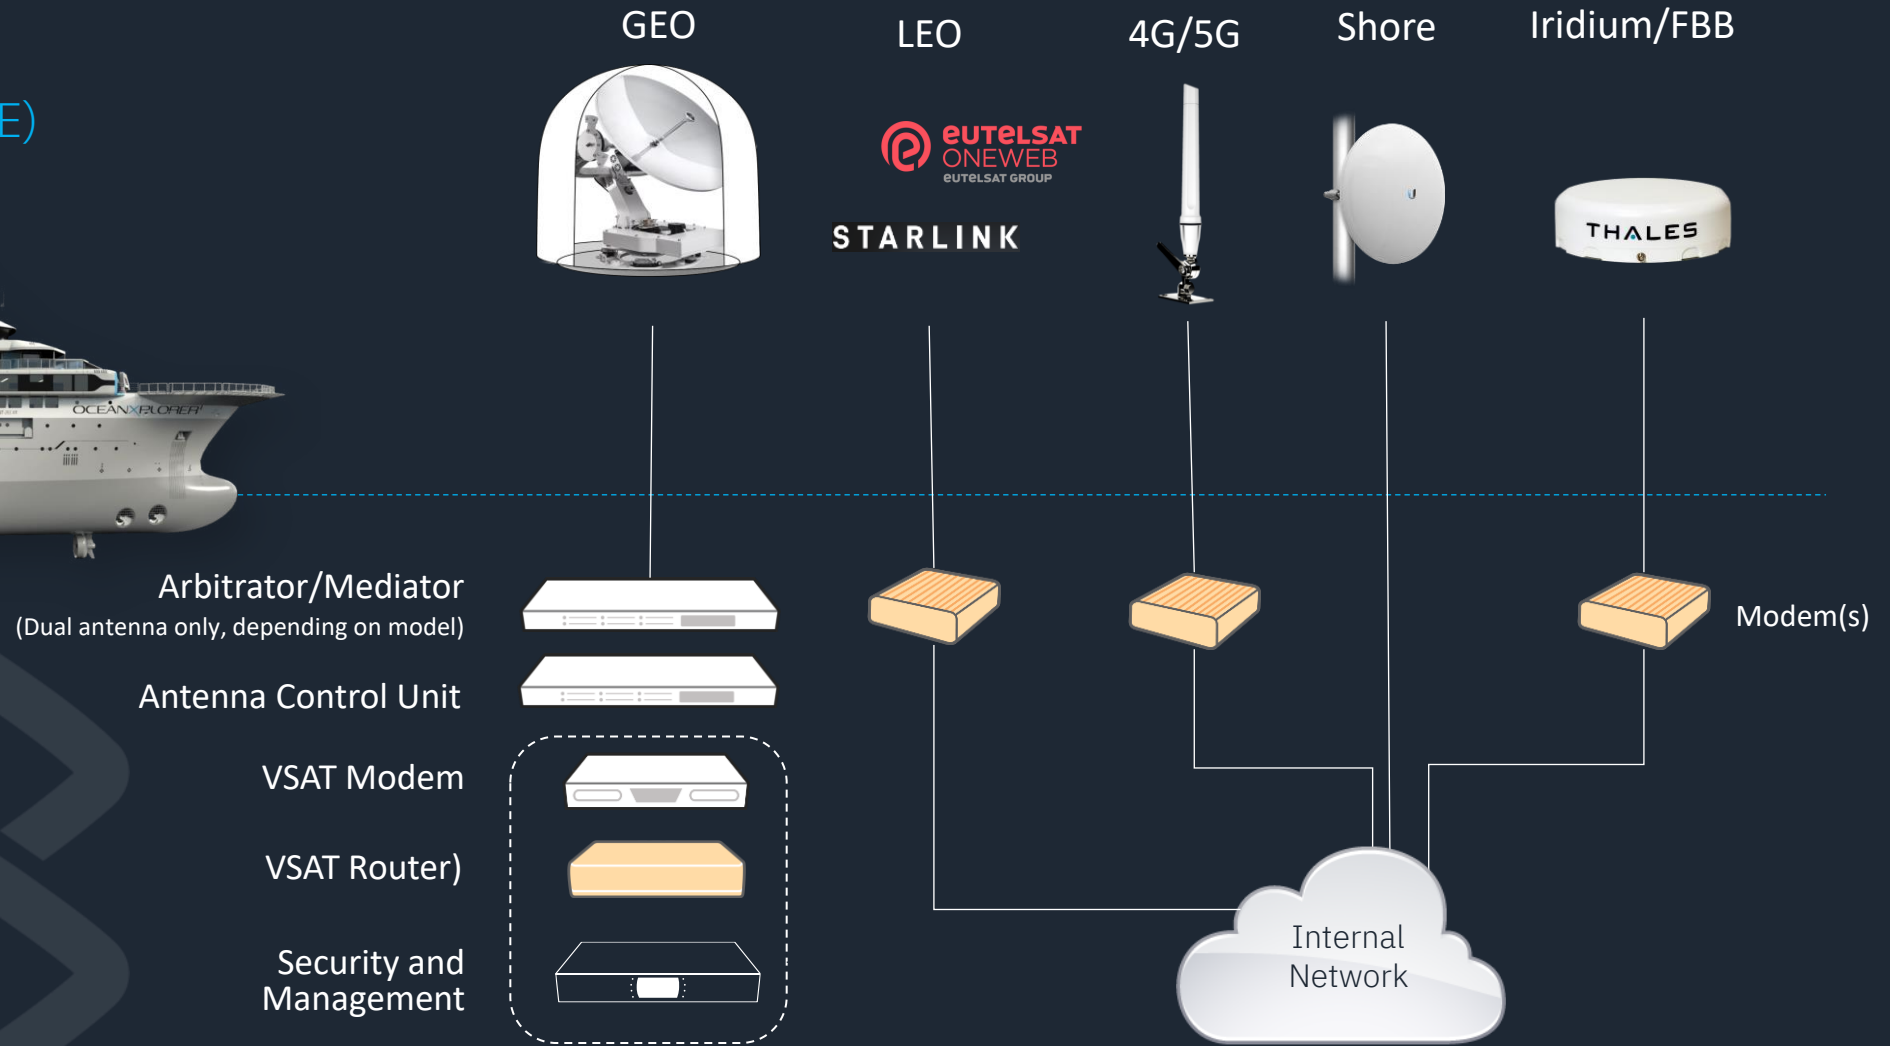 GEO
LEO
4G/5G
Shore
Iridium/FBB
E)
eUTeLSAT
ONEWEB
eUTeLSAT GROUP
STARLINK
THALES
OCEANXPLORER
Arbitrator/Mediator
(Dual antenna only, depending on model)
Modem(s)
Antenna Control Unit
VSAT Modem
VSAT Router)
Security and
Management
Internal
Network